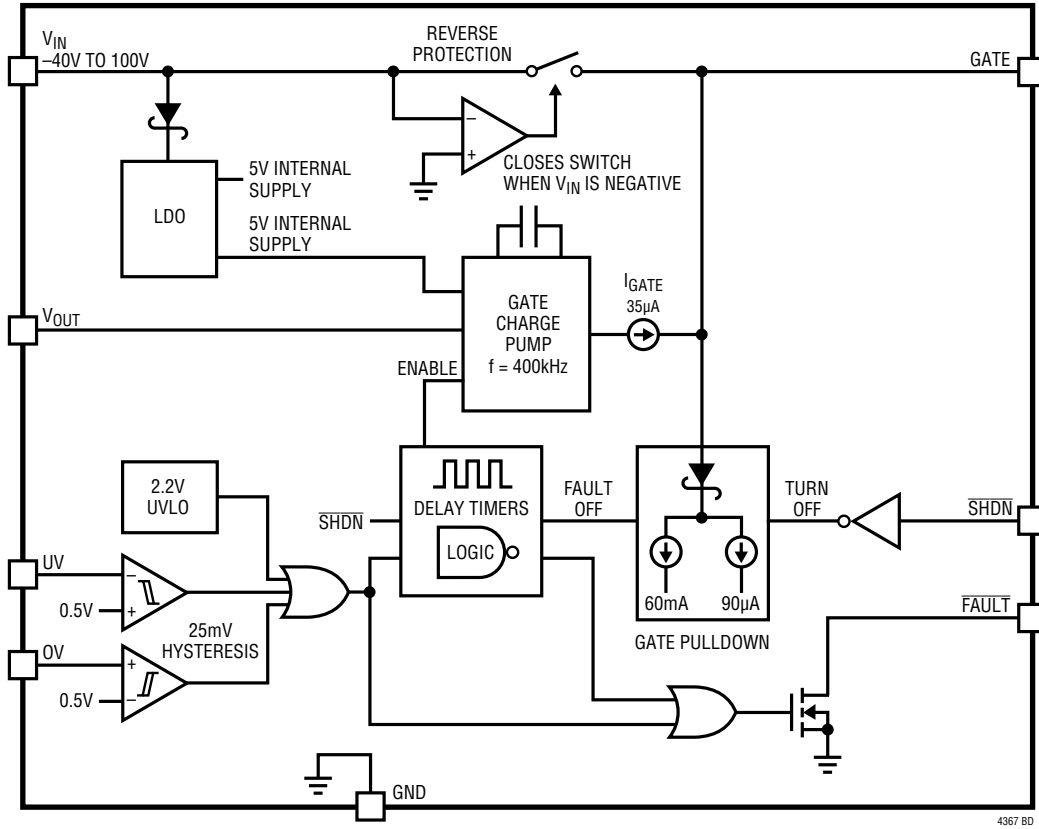 VIN
–40V TO 100V
REVERSE
PROTECTION
GATE
–
+
CLOSES SWITCH
WHEN VIN IS NEGATIVE
LDO
5V INTERNAL
SUPPLY
5V INTERNAL
SUPPLY
VOUT
GATE
CHARGE
PUMP
f = 400kHz
IGATE
35µA
ENABLE
2.2V
UVLO
SHDN
DELAY TIMERS
LOGIC
FAULT
OFF
TURN
OFF
SHDN
60mA
90µA
GATE PULLDOWN
FAULT
UV
–
0.5V
+
25mV
HYSTERESIS
OV
+
0.5V
–
GND
4367 BD